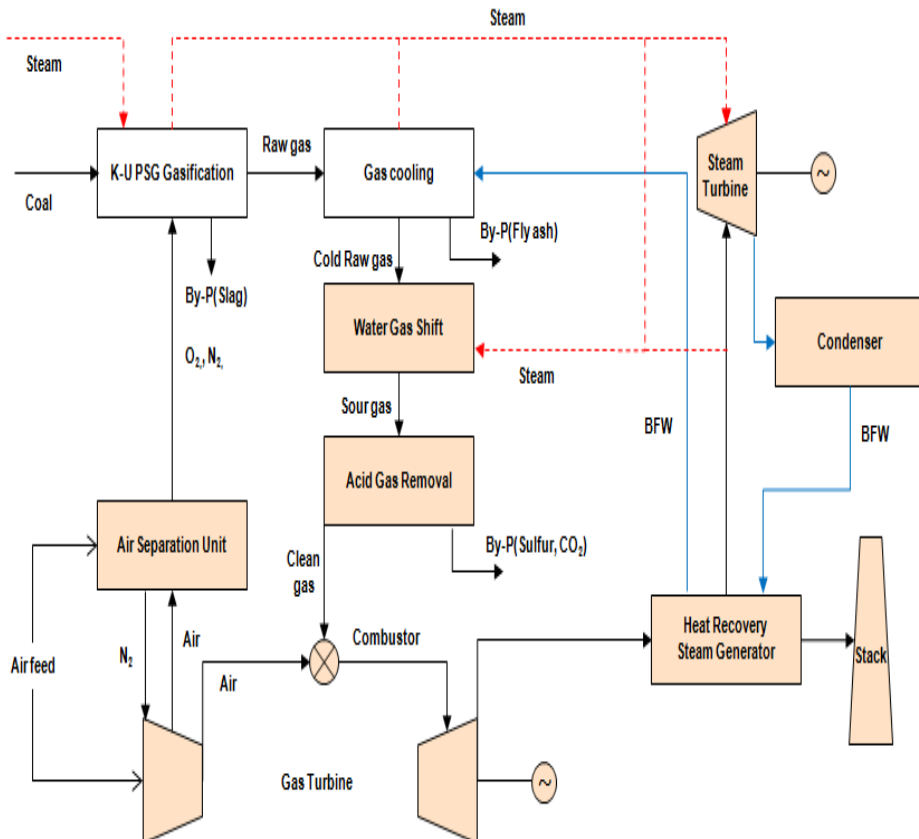 Steam
Steam
K-U PSG Gasification
Raw gas
Gas cooling
Steam
Turbine
~
Coal
By-P(Slag)
Cold Raw gas
By-P(Fly ash)
Water Gas Shift
Steam
Condenser
O2,, N2,
Sour gas
BFW
BFW
Acid Gas Removal
Air Separation Unit
Clean
gas
By-P(Sulfur, CO2)
Heat Recovery
Steam Generator
Stack
Air feed
N2
Air
Air
Combustor
Gas Turbine
~